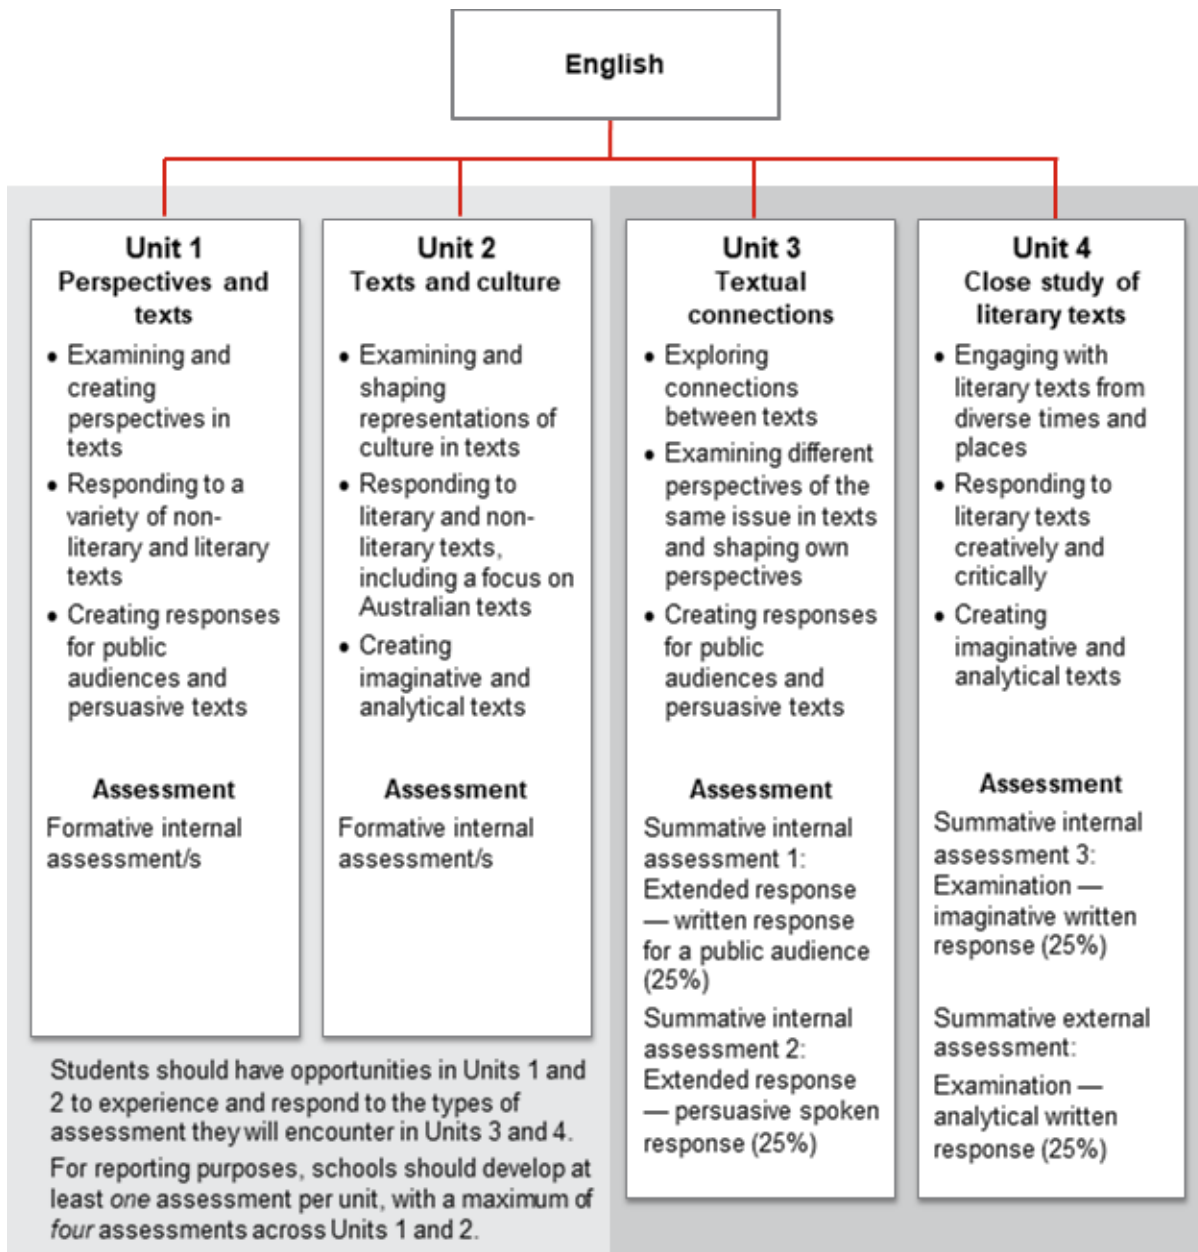 English
Unit 1
Perspectives and
texts
• Examining and
creating
perspectives in
texts
• Responding to a
variety of non-
literary and literary
texts
• Creating responses
for public
audiences and
persuasive texts
Assessment
Formative internal
assessment/s
Unit 2
Texts and culture
• Examining and
shaping
representations of
culture in texts
• Responding to
literary and non-
literary texts,
including a focus on
Australian texts
• Creating
imaginative and
analytical texts
Assessment
Formative internal
assessment/s
Students should have opportunities in Units 1 and
2 to experience and respond to the types of
assessment they will encounter in Units 3 and 4.
For reporting purposes, schools should develop at
least one assessment per unit, with a maximum of
four assessments across Units 1 and 2.
Unit 3
Textual
connections
• Exploring
connections
between texts
• Examining different
perspectives of the
same issue in texts
and shaping own
perspectives
• Creating responses
for public
audiences and
persuasive texts
Assessment
Summative internal
assessment 1:
Extended response
— written response
for a public audience
(25%)
Summative internal
assessment 2:
Extended response
— persuasive spoken
response (25%)
Unit 4
Close study of
literary texts
• Engaging with
literary texts from
diverse times and
places
• Responding to
literary texts
creatively and
critically
• Creating
imaginative and
analytical texts
Assessment
Summative internal
assessment 3:
Examination —
imaginative written
response (25%)
Summative external
assessment:
Examination —
analytical written
response (25%)